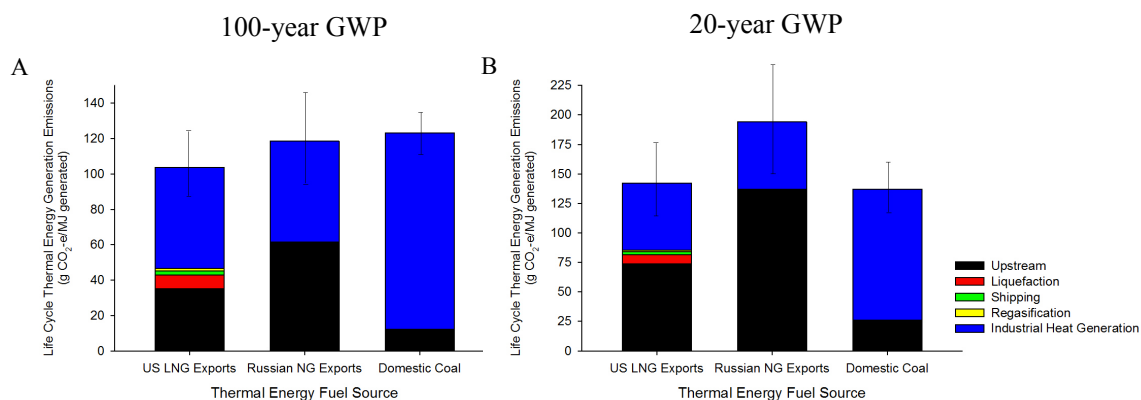 100-year GWP
20-year GWP
A
Life Cycle Thermal Energy Generation Emissions
(g CO₂-e/MJ generated)
140
120
100
80
60
40
20
0
US LNG Exports
Russian NG Exports
Domestic Coal
Thermal Energy Fuel Source
B
Life Cycle Thermal Energy Generation Emissions
(g CO₂-e/MJ generated)
225
200
175
150
125
100
75
50
25
0
US LNG Exports
Russian NG Exports
Domestic Coal
Thermal Energy Fuel Source
Upstream
Liquefaction
Shipping
Regasification
Industrial Heat Generation